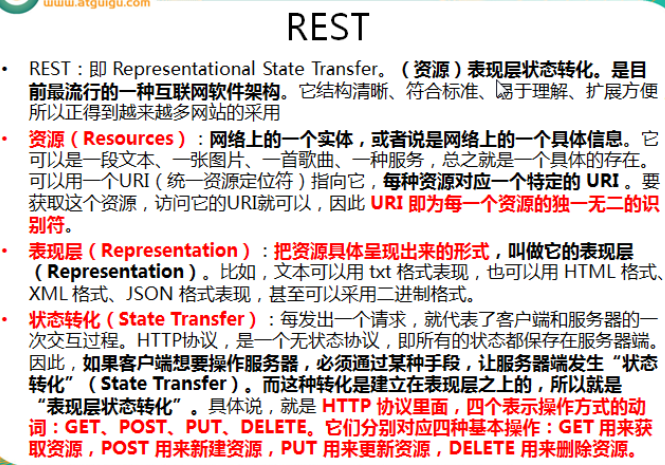 www.atguigu.com
REST
• REST：即 Representational State Transfer。（资源）表现层状态转化。是目
前最流行的一种互联网软件架构。它结构清晰、符合标准、易于理解、扩展方便
所以正得到越来越多网站的采用
• 资源（Resources）：网络上的一个实体，或者说是网络上的一个具体信息。它
可以是一段文本、一张图片、一首歌曲、一种服务，总之就是一个具体的存在。
可以用一个URI（统一资源定位符）指向它，每种资源对应一个特定的 URI 。要
获取这个资源，访问它的URI就可以，因此 URI 即为每一个资源的独一无二的识
别符。
• 表现层（Representation）：把资源具体呈现出来的形式，叫做它的表现层
（Representation）。比如，文本可以用 txt 格式表现，也可以用 HTML 格式、
XML 格式、JSON 格式表现，甚至可以采用二进制格式。
• 状态转化（State Transfer）：每发出一个请求，就代表了客户端和服务器的一
次交互过程。HTTP协议，是一个无状态协议，即所有的状态都保存在服务器端。
因此，如果客户端想要操作服务器，必须通过某种手段，让服务器端发生“状态
转化”（State Transfer）。而这种转化是建立在表现层之上的，所以就是
“表现层状态转化”。具体说，就是 HTTP 协议里面，四个表示操作方式的动
词：GET、POST、PUT、DELETE。它们分别对应四种基本操作：GET 用来获
取资源，POST 用来新建资源，PUT 用来更新资源，DELETE 用来删除资源。